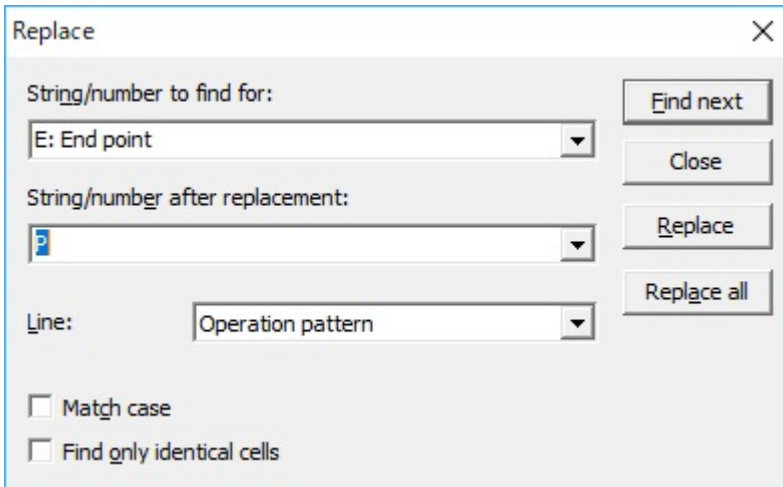 Replace
String/number to find for:
E: End point
Find next
Close
String/number after replacement:
P
Replace
Replace all
Line:
Operation pattern
Match case
Find only identical cells